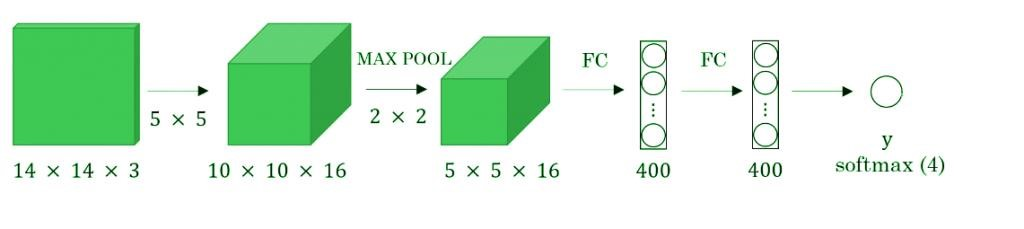 MAX POOL
FC
FC
5 × 5
2 × 2
⋮
⋮
y
14 × 14 × 3
10 × 10 × 16
5 × 5 × 16
400
400
softmax (4)